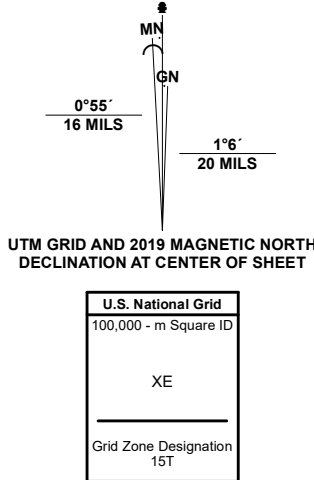 MN
GN
0°55´
16 MILS
1°6´
20 MILS
UTM GRID AND 2019 MAGNETIC NORTH
DECLINATION AT CENTER OF SHEET
U.S. National Grid
100,000 - m Square ID
XE
Grid Zone Designation
15T